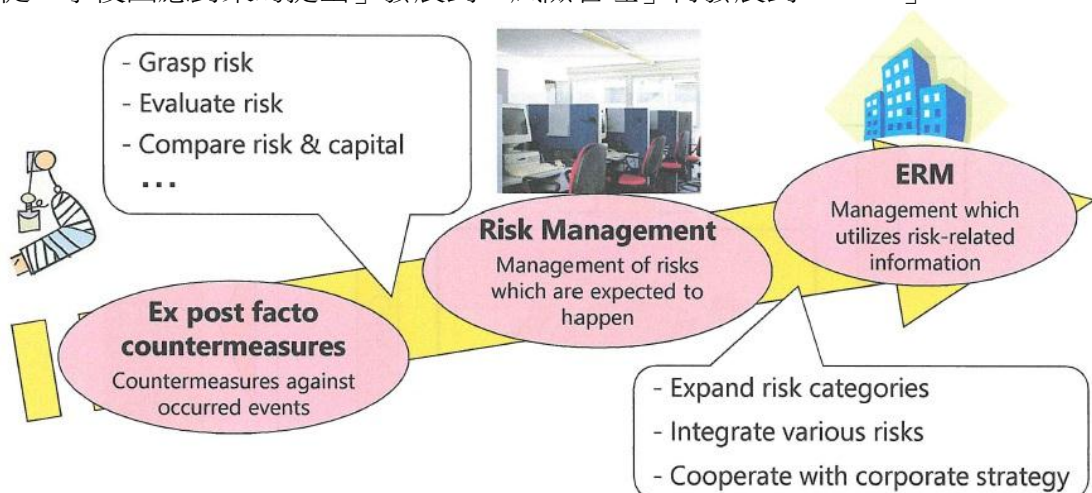 - Grasp risk
- Evaluate risk
- Compare risk & capital
...
ERM
Management which
utilizes risk-related
information
Risk Management
Management of risks
which are expected to
happen
Ex post facto
countermeasures
Countermeasures against
occurred events
- Expand risk categories
- Integrate various risks
- Cooperate with corporate strategy